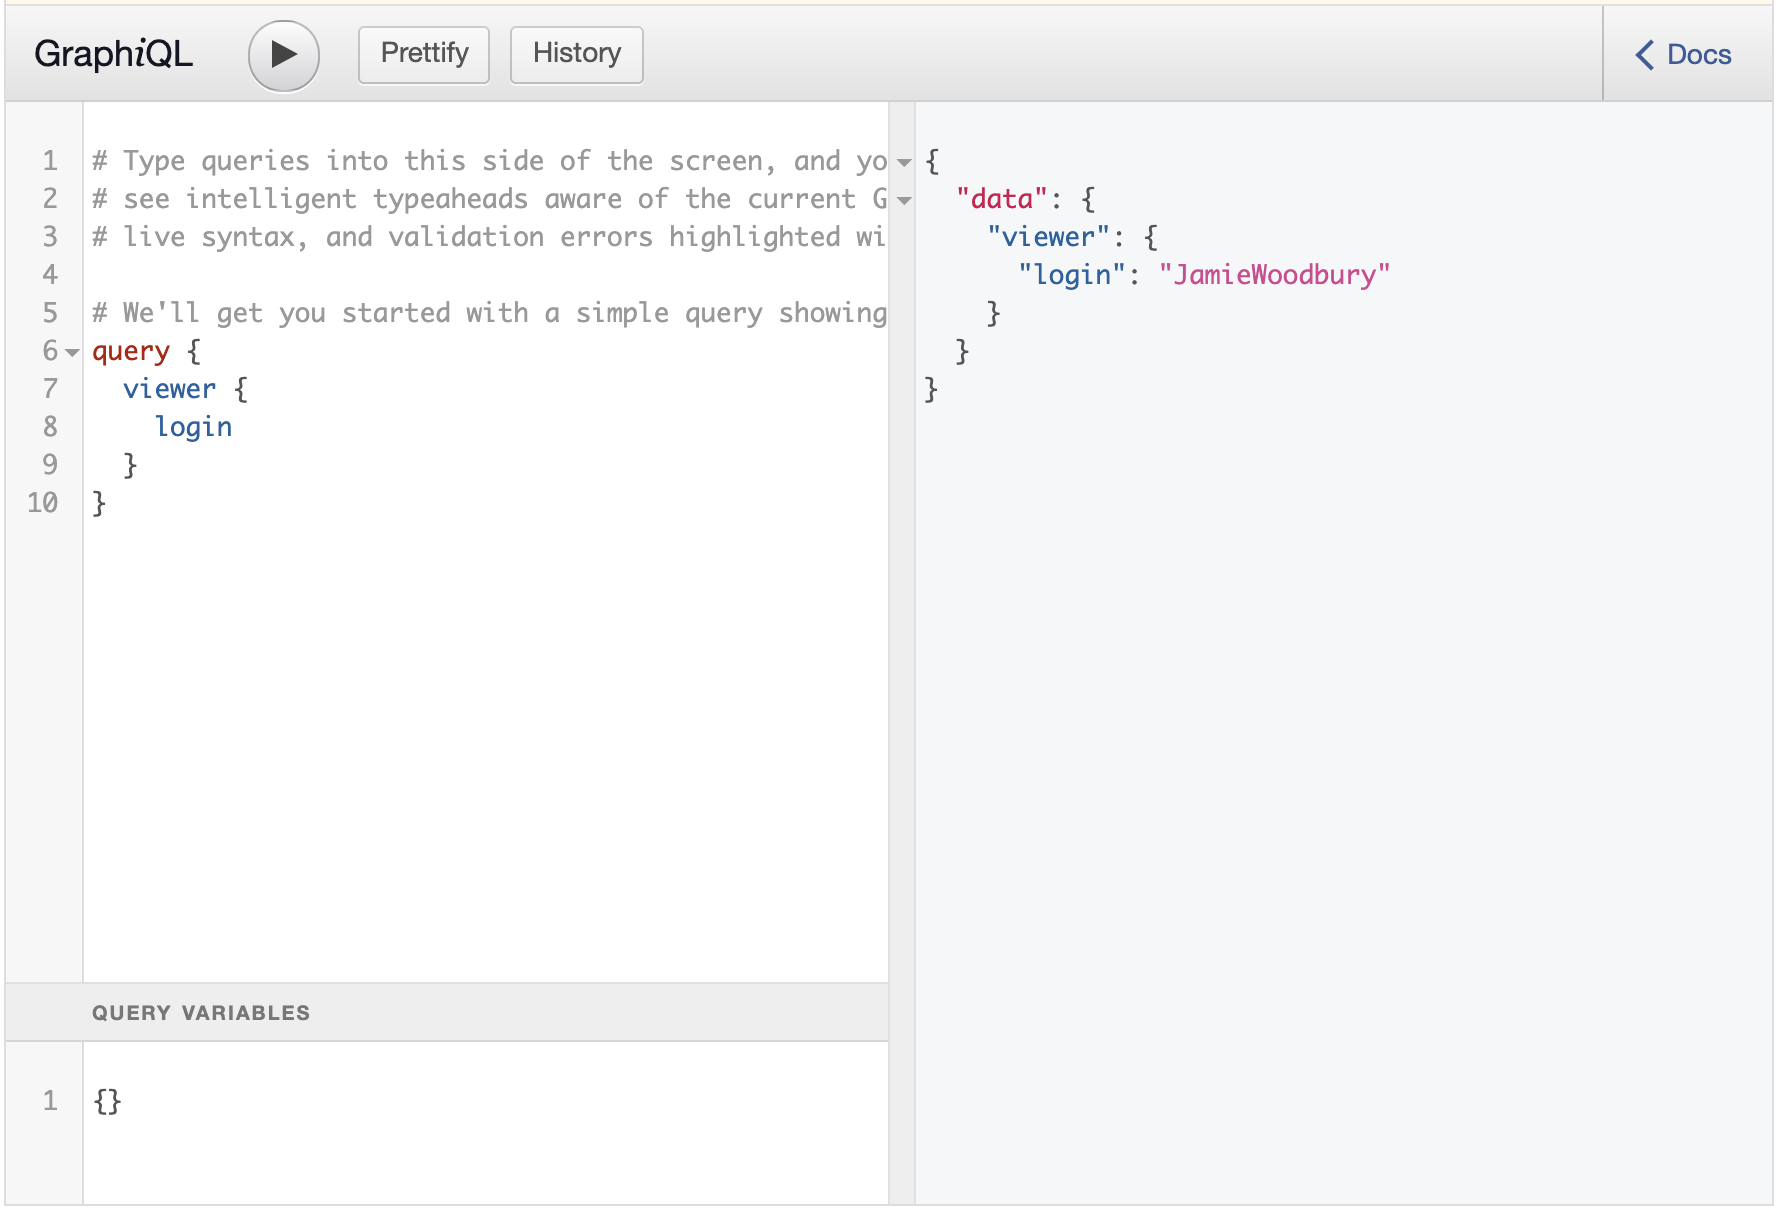 GraphiQL
Prettify
History
Docs
1 # Type queries into this side of the screen, and yo
2 # see intelligent typeaheads aware of the current G
3 # live syntax, and validation errors highlighted wi
4
5 # We'll get you started with a simple query showing
6 query {
7 viewer {
8 login
9 }
10 }
QUERY VARIABLES
1 {}
{
"data": {
"viewer": {
"login": "JamieWoodbury"
}
}
}